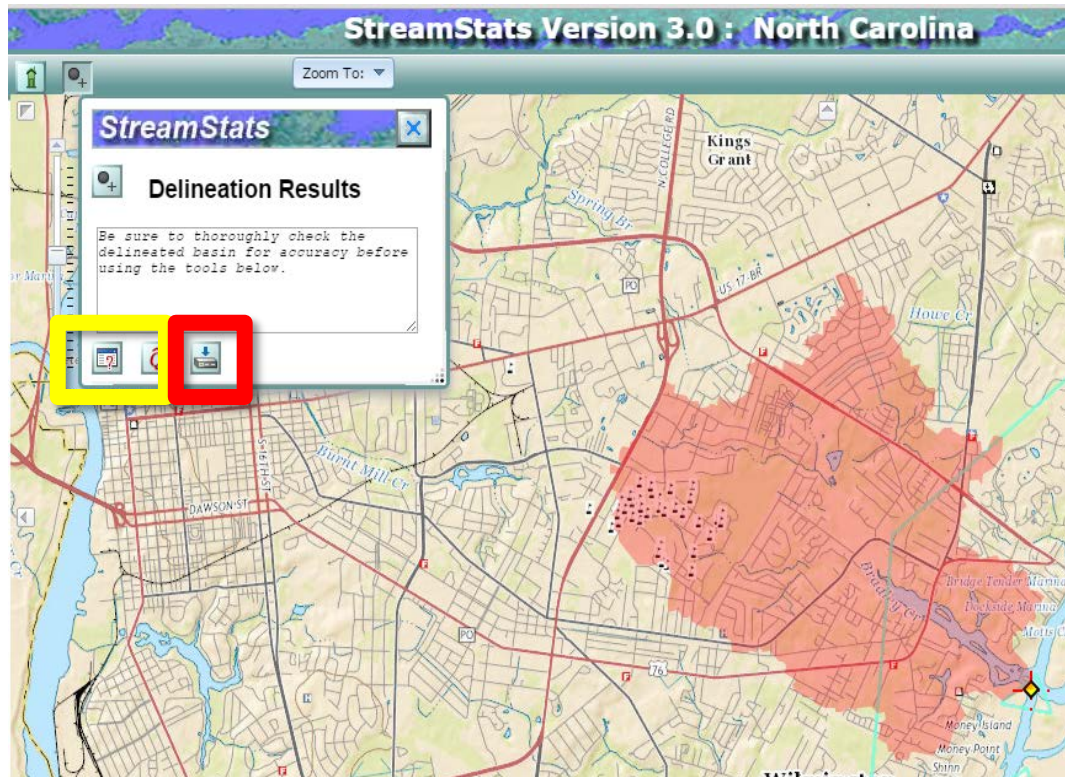 StreamStats Version 3.0 : North Carolina
Zoom To:
StreamStats
Delineation Results
Be sure to thoroughly check the
delineated basin for accuracy before
using the tools below.
Kings
Grant
N COLLEGE RD
Spring Br
PO
US 17-BR
Howe Cr
F
F
Burnt Mill Cr
S 16TH ST
DAWSON ST
F
Bradley Cr
Bridge Tender Marina
Dockside Marina
Motts C
PO
76
F
F
H
Money Island
Money Point
Shinn
F